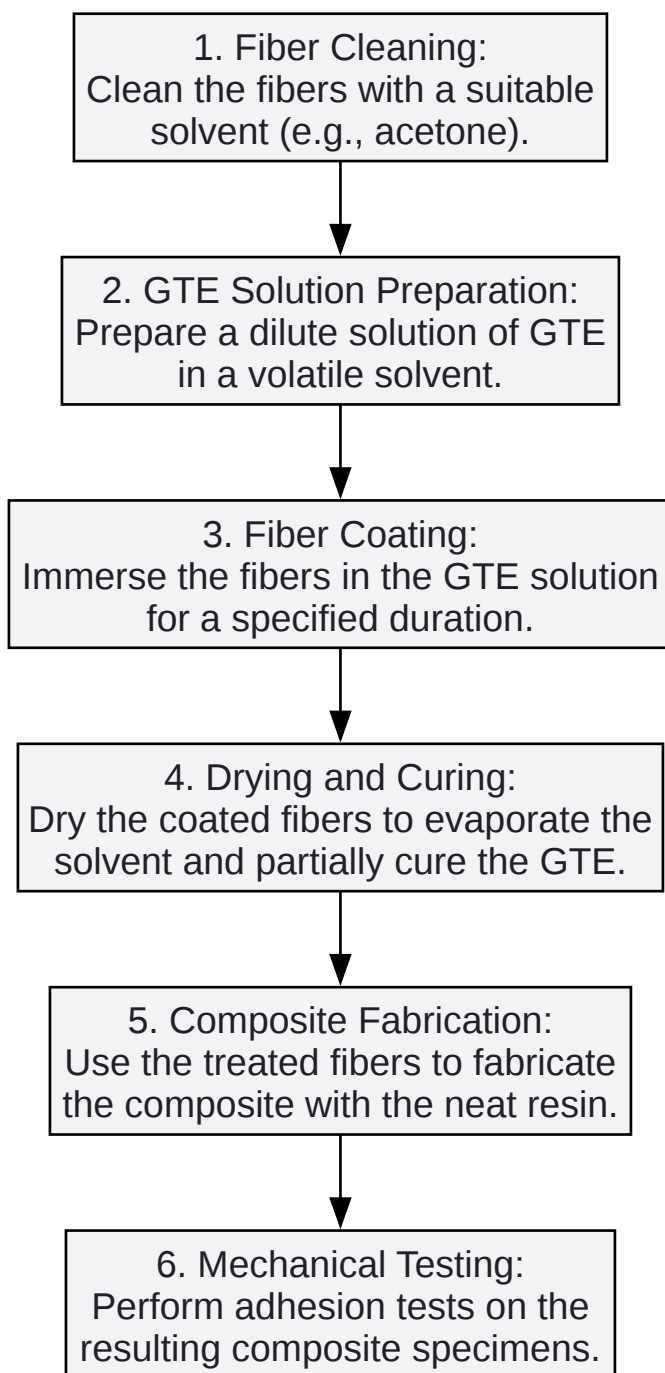 1. Fiber Cleaning:
Clean the fibers with a suitable
solvent (e.g., acetone).
2. GTE Solution Preparation:
Prepare a dilute solution of GTE
in a volatile solvent.
3. Fiber Coating:
Immerse the fibers in the GTE solution
for a specified duration.
4. Drying and Curing:
Dry the coated fibers to evaporate the
solvent and partially cure the GTE.
5. Composite Fabrication:
Use the treated fibers to fabricate
the composite with the neat resin.
6. Mechanical Testing:
Perform adhesion tests on the
resulting composite specimens.